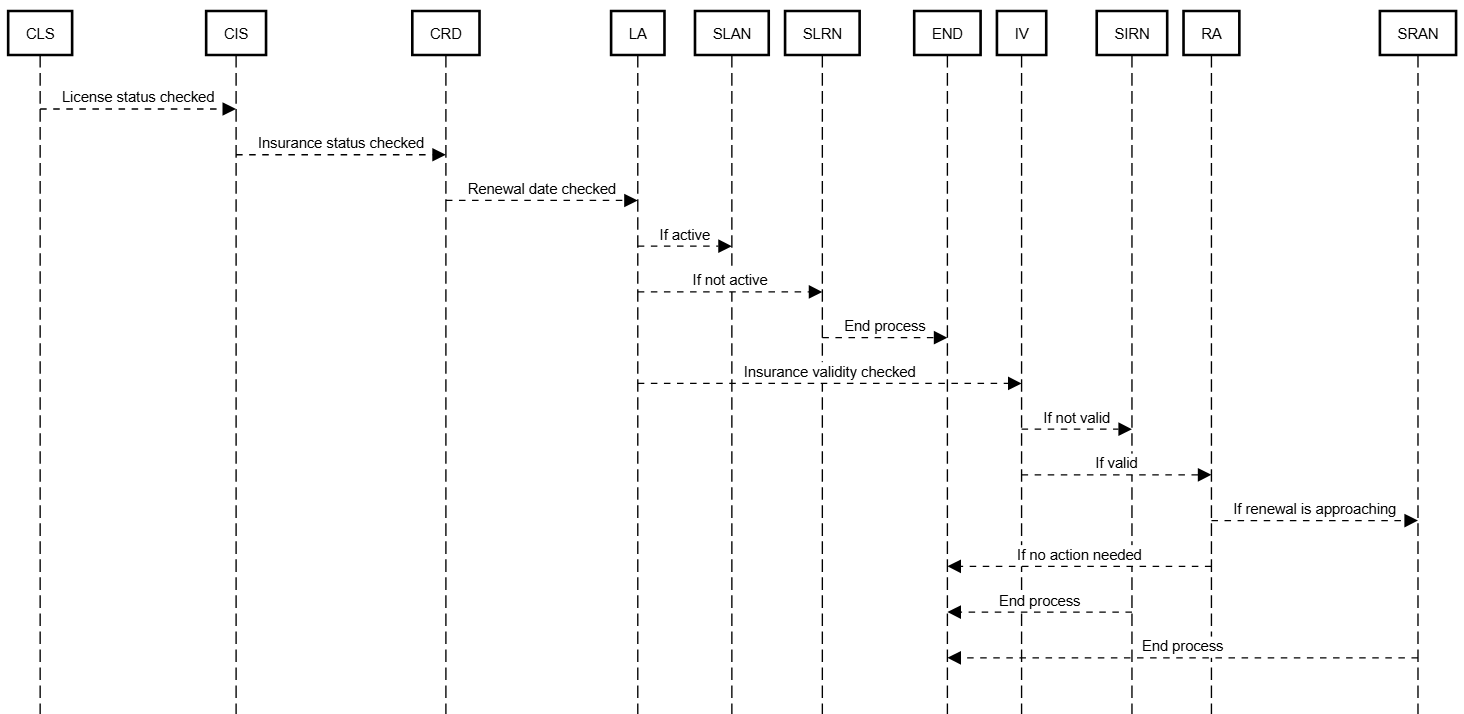 CLS
CIS
CRD
LA
SLAN
SLRN
END
IV
SIRN
RA
SRAN
License status checked
Insurance status checked
Renewal date checked
If active
If not active
End process
Insurance validity checked
If not valid
If valid
If renewal is approaching
If no action needed
End process
End process